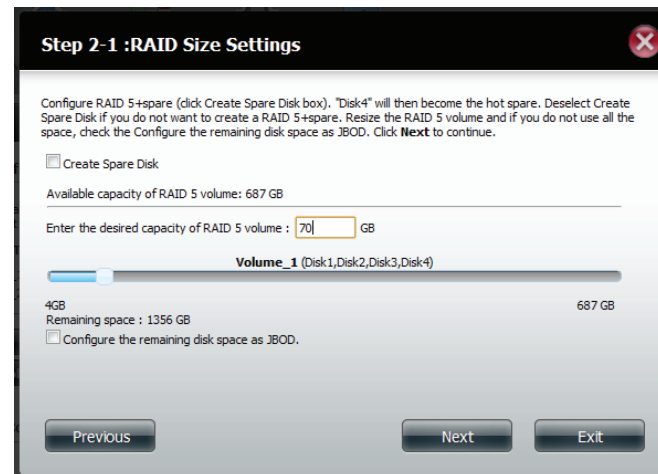 Step 2-1 :RAID Size Settings
Configure RAID 5+spare (click Create Spare Disk box). "Disk4" will then become the hot spare. Deselect Create
Spare Disk if you do not want to create a RAID 5+spare. Resize the RAID 5 volume and if you do not use all the
space, check the Configure the remaining disk space as JBOD. Click Next to continue.
Create Spare Disk
Available capacity of RAID 5 volume: 687 GB
Enter the desired capacity of RAID 5 volume : 70 GB
Volume_1 (Disk1,Disk2,Disk3,Disk4)
4GB 687 GB
Remaining space : 1356 GB
Configure the remaining disk space as JBOD.
Previous Next Exit